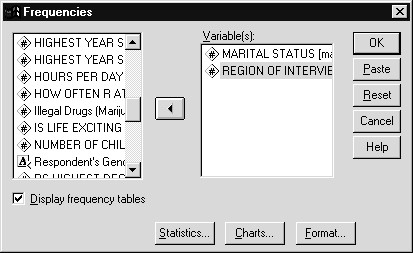 Frequencies
HIGHEST YEAR S
HIGHEST YEAR S
HOURS PER DAY
HOW OFTEN R AT
Illegal Drugs (Mariju
IS LIFE EXCITING
NUMBER OF CHIL
Respondent's Geno
RS HIGHEST DEG
Variable(s):
MARITAL STATUS [ma
REGION OF INTERVIE
OK
Paste
Reset
Cancel
Help
Display frequency tables
Statistics...
Charts...
Format...